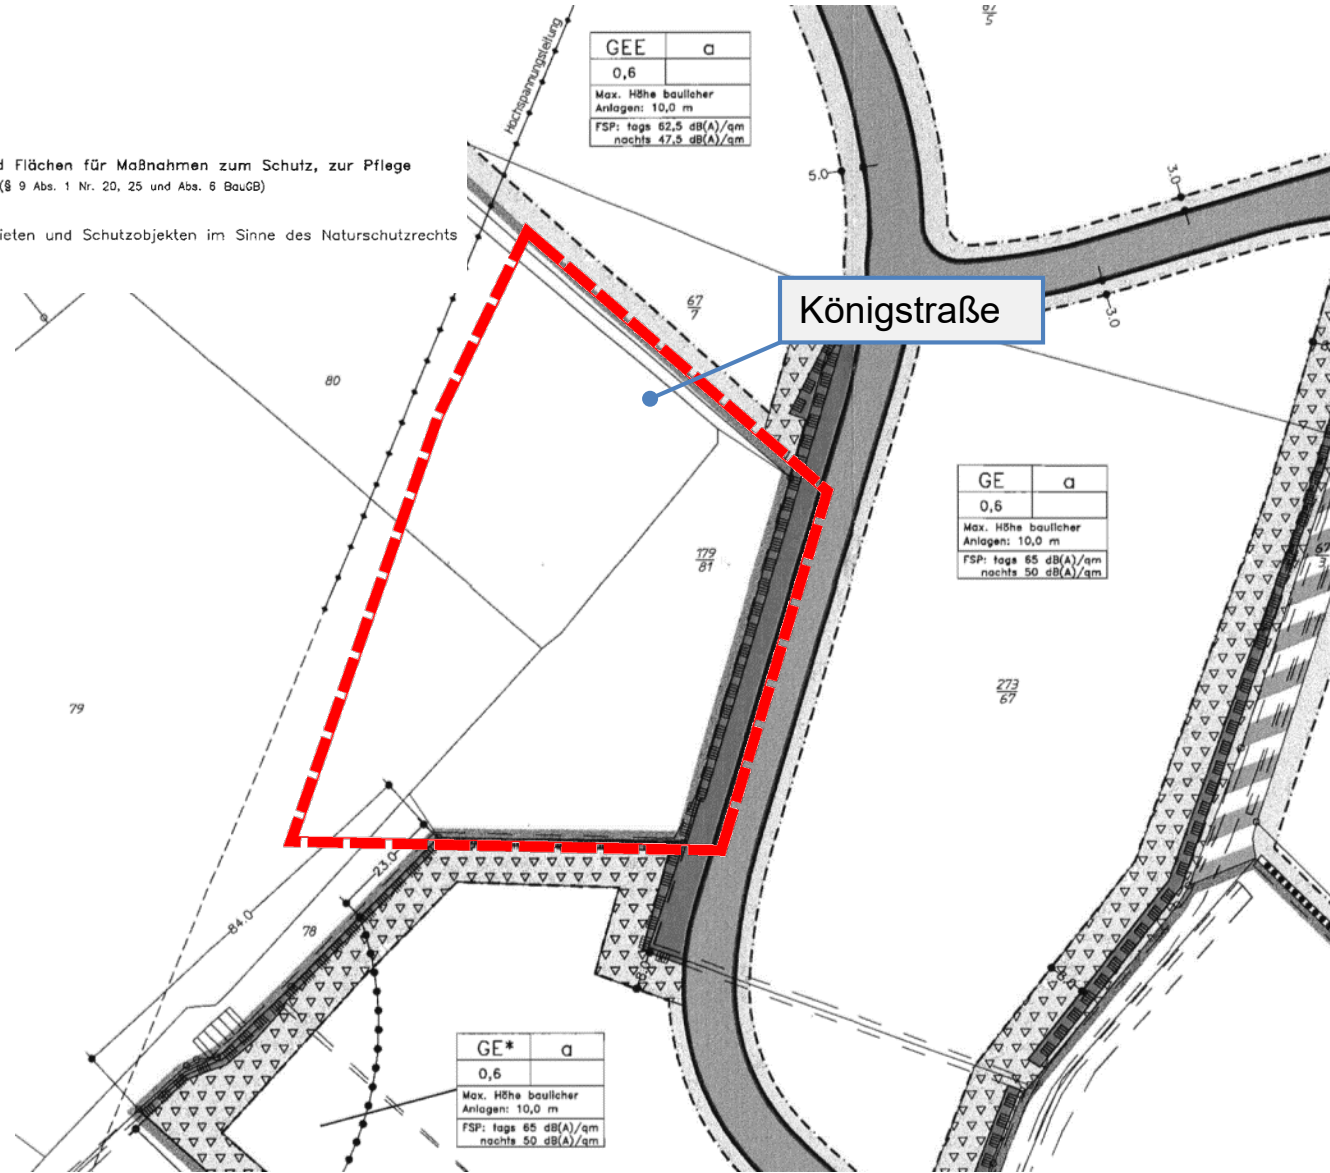 67
5
Hochspannungsleitung
GEE a
0,6
Max. Höhe baulicher
Anlagen: 10,0 m
FSP: tags 62,5 dB(A)/qm
nachts 47,5 dB(A)/qm
d Flächen für Maßnahmen zum Schutz, zur Pflege
(§ 9 Abs. 1 Nr. 20, 25 und Abs. 6 BauGB)
5.0
3.0
ieten und Schutzobjekten im Sinne des Naturschutzrechts
67
7
Königstraße
3.0
80
GE a
0,6
Max. Höhe baulicher
Anlagen: 10,0 m
FSP: tags 65 dB(A)/qm
nachts 50 dB(A)/qm
179
81
67
3
273
67
79
23.0
84.0
78
GE* a
0,6
Max. Höhe baulicher
Anlagen: 10,0 m
FSP: tags 65 dB(A)/qm
nachts 50 dB(A)/qm